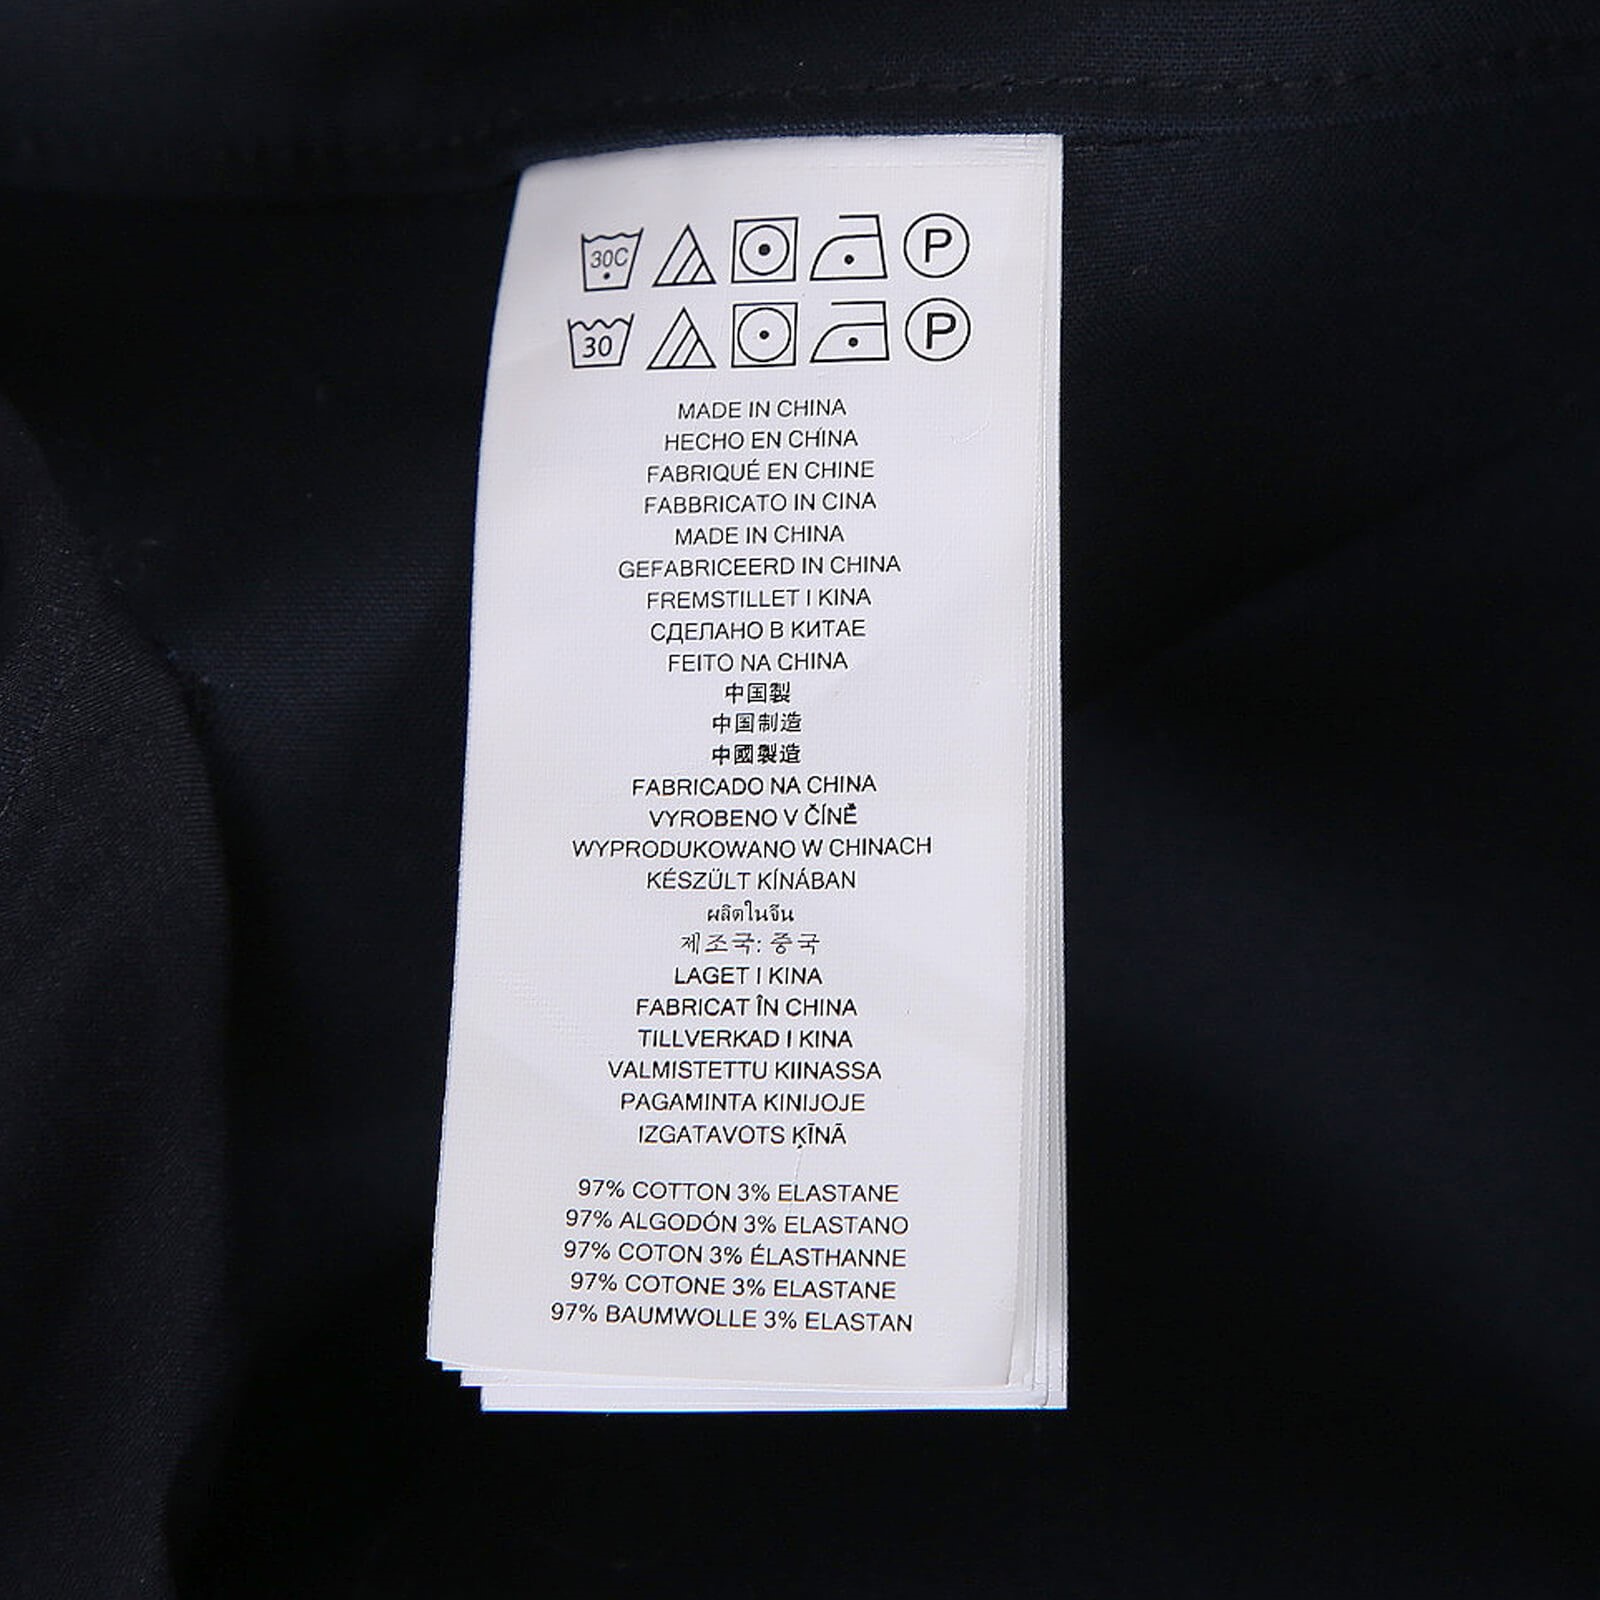 30C P
30 P
MADE IN CHINA
HECHO EN CHINA
FABRIQUÉ EN CHINE
FABBRICATO IN CINA
MADE IN CHINA
GEFABRICEERD IN CHINA
FREMSTILLET I KINA
СДЕЛАНО В КИТАЕ
FEITO NA CHINA
中国製
中国制造
中國製造
FABRICADO NA CHINA
VYROBENO V ČÍNĚ
WYPRODUKOWANO W CHINACH
KÉSZÜLT KÍNÁBAN
ผลิตในจีน
제조국: 중국
LAGET I KINA
FABRICAT ÎN CHINA
TILLVERKAD I KINA
VALMISTETTU KIINASSA
PAGAMINTA KINIJOJE
IZGATAVOTS ĶĪNĀ
97% COTTON 3% ELASTANE
97% ALGODÓN 3% ELASTANO
97% COTON 3% ÉLASTHANNE
97% COTONE 3% ELASTANE
97% BAUMWOLLE 3% ELASTAN